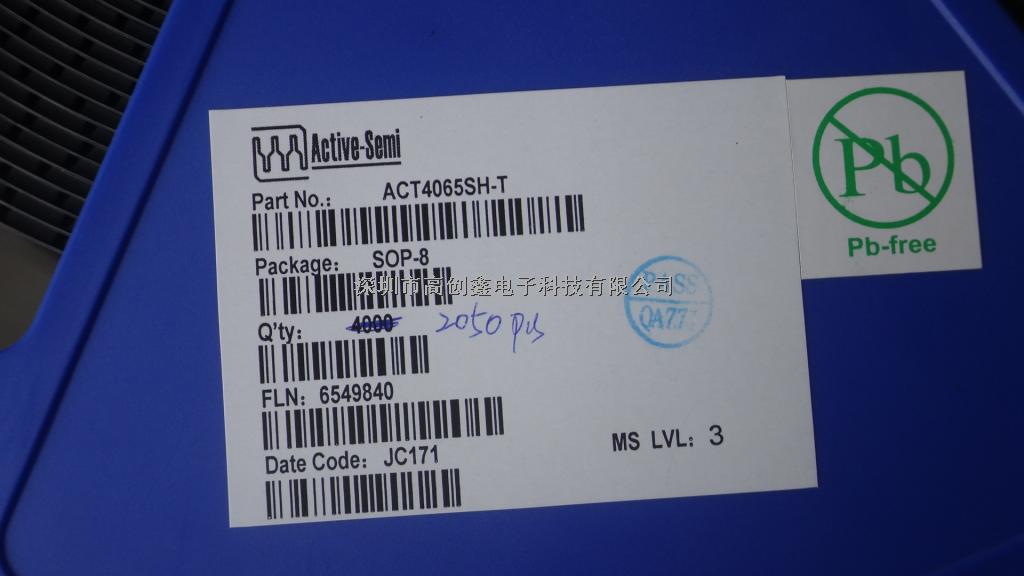 Active-Semi
Part No.: ACT4065SH-T
Package: SOP-8
深圳市高创鑫电子科技有限公司
Q'ty: 4000 2050 pcs
FLN: 6549840
Date Code: JC171
MS LVL: 3
PASS
Pb
Pb-free